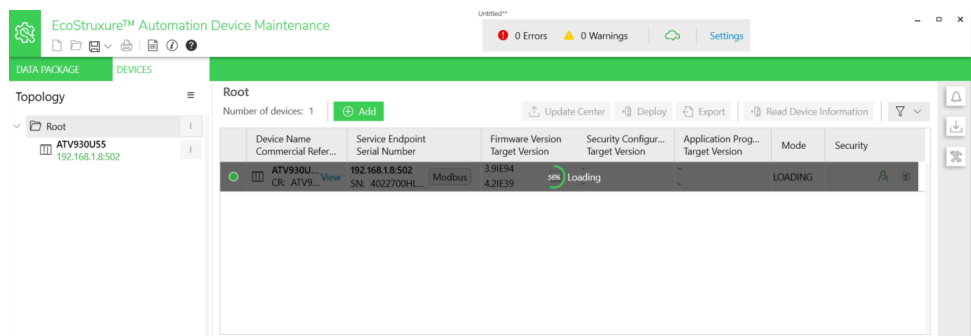 Untitled**
EcoStruxure™ Automation Device Maintenance
0 Errors 0 Warnings Settings
DATA PACKAGE DEVICES
Topology
Root
ATV930U55
192.168.1.8:502
Root
Number of devices: 1 Add Update Center Deploy Export Read Device Information
Device Name Service Endpoint Firmware Version Security Configur... Application Prog... Mode Security
Commercial Refer... Serial Number Target Version Target Version Target Version
ATV930U... View 192.168.1.8:502 Modbus 3.9IE94 - - LOADING
CR: ATV9... SN: 4022700HL... 4.2IE39 56% Loading -